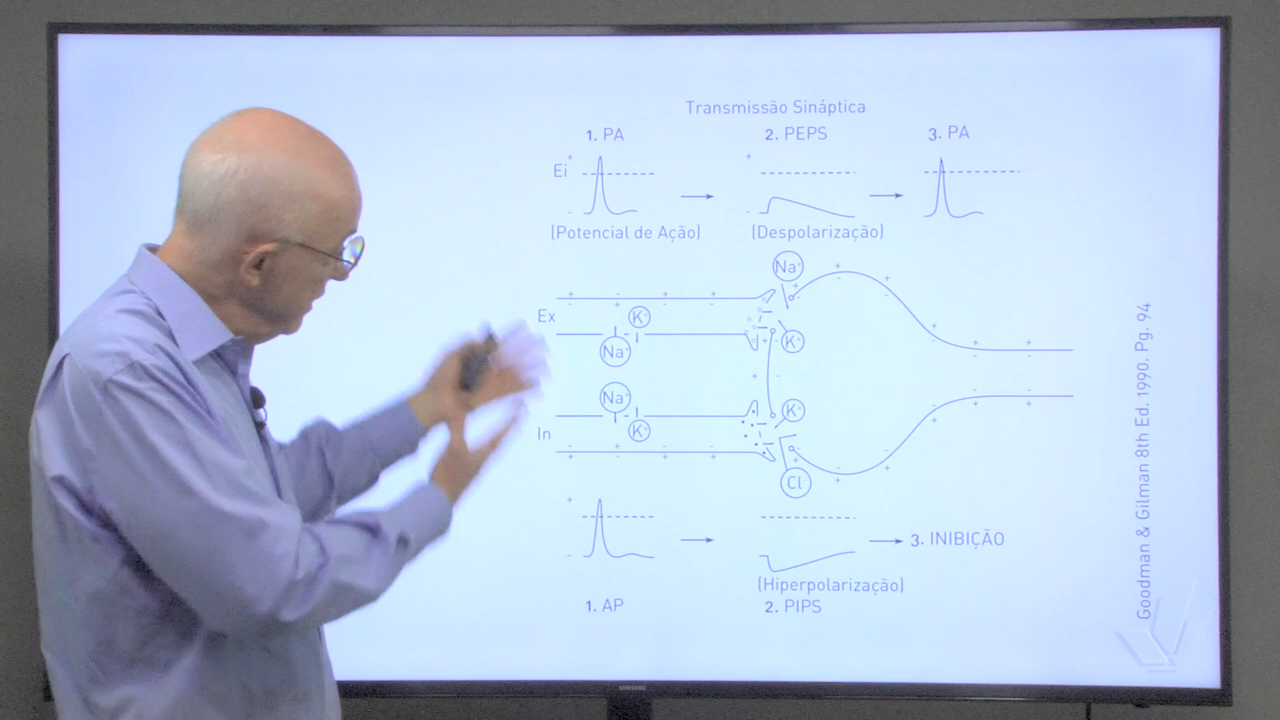 Transmissão Sináptica
1. PA
2. PEPS
3. PA
+
+
Ei
-
-
-
(Potencial de Ação)
(Despolarização)
Na+
Ex
K+
Na+
K+
Na+
K+
K+
In
Cl-
+
-
3. INIBIÇÃO
(Hiperpolarização)
1. AP
2. PIPS
Goodman & Gilman 8th Ed. 1990. Pg. 94
SAMSUNG